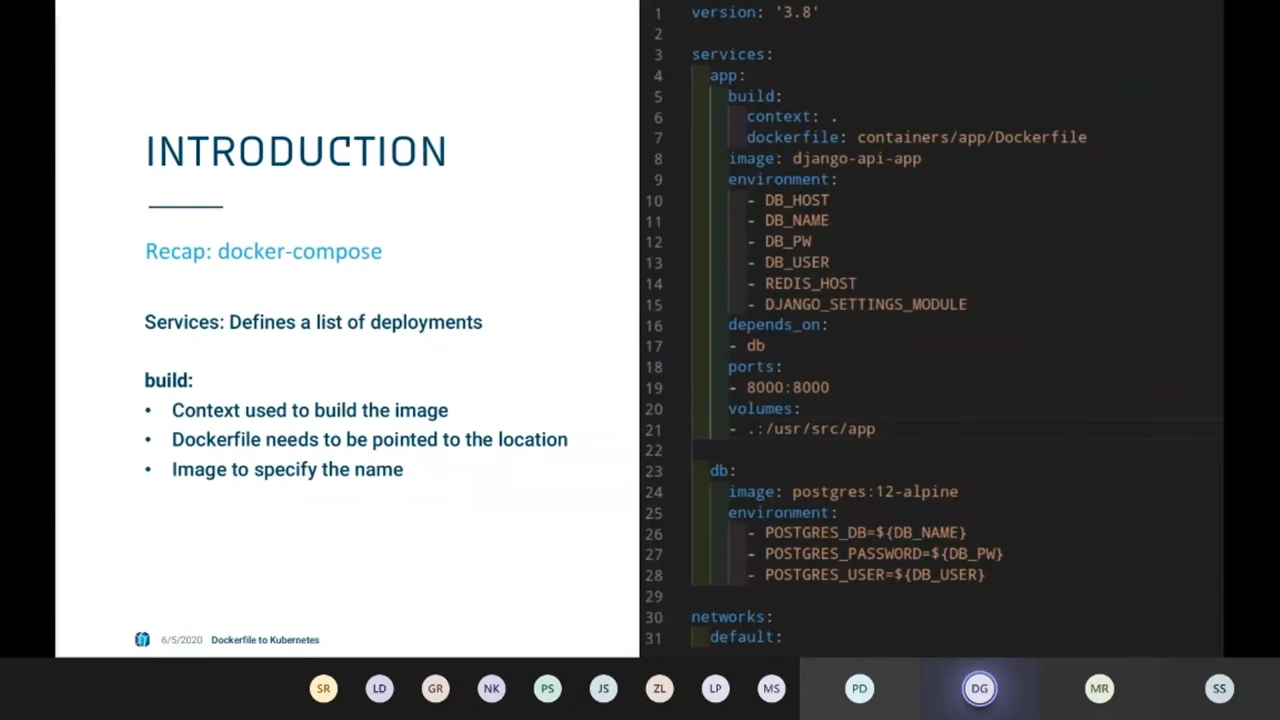 INTRODUCTION
Recap: docker-compose
Services: Defines a list of deployments
build:
• Context used to build the image
• Dockerfile needs to be pointed to the location
• Image to specify the name
6/5/2020 Dockerfile to Kubernetes
1 version: '3.8'
2
3 services:
4 app:
5 build:
6 context: .
7 dockerfile: containers/app/Dockerfile
8 image: django-api-app
9 environment:
10 - DB_HOST
11 - DB_NAME
12 - DB_PW
13 - DB_USER
14 - REDIS_HOST
15 - DJANGO_SETTINGS_MODULE
16 depends_on:
17 - db
18 ports:
19 - 8000:8000
20 volumes:
21 - .:/usr/src/app
22
23 db:
24 image: postgres:12-alpine
25 environment:
26 - POSTGRES_DB=${DB_NAME}
27 - POSTGRES_PASSWORD=${DB_PW}
28 - POSTGRES_USER=${DB_USER}
29
30 networks:
31 default:
SR LD GR NK PS JS ZL LP MS PD DG MR SS